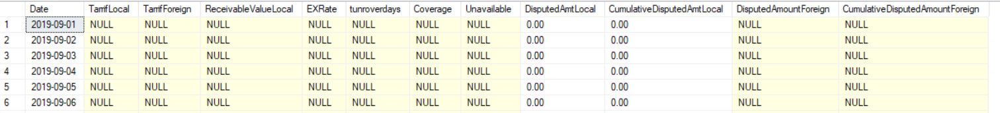 Date TarrifLocal TarrifForeign ReceivableValueLocal EXRate tunroverdays Coverage Unavailable DisputedAmtLocal CumulativeDisputedAmtLocal DisputedAmountForeign CumulativeDisputedAmountForeign
1 2019-09-01 NULL NULL NULL NULL NULL NULL NULL 0.00 0.00 NULL NULL
2 2019-09-02 NULL NULL NULL NULL NULL NULL NULL 0.00 0.00 NULL NULL
3 2019-09-03 NULL NULL NULL NULL NULL NULL NULL 0.00 0.00 NULL NULL
4 2019-09-04 NULL NULL NULL NULL NULL NULL NULL 0.00 0.00 NULL NULL
5 2019-09-05 NULL NULL NULL NULL NULL NULL NULL 0.00 0.00 NULL NULL
6 2019-09-06 NULL NULL NULL NULL NULL NULL NULL 0.00 0.00 NULL NULL